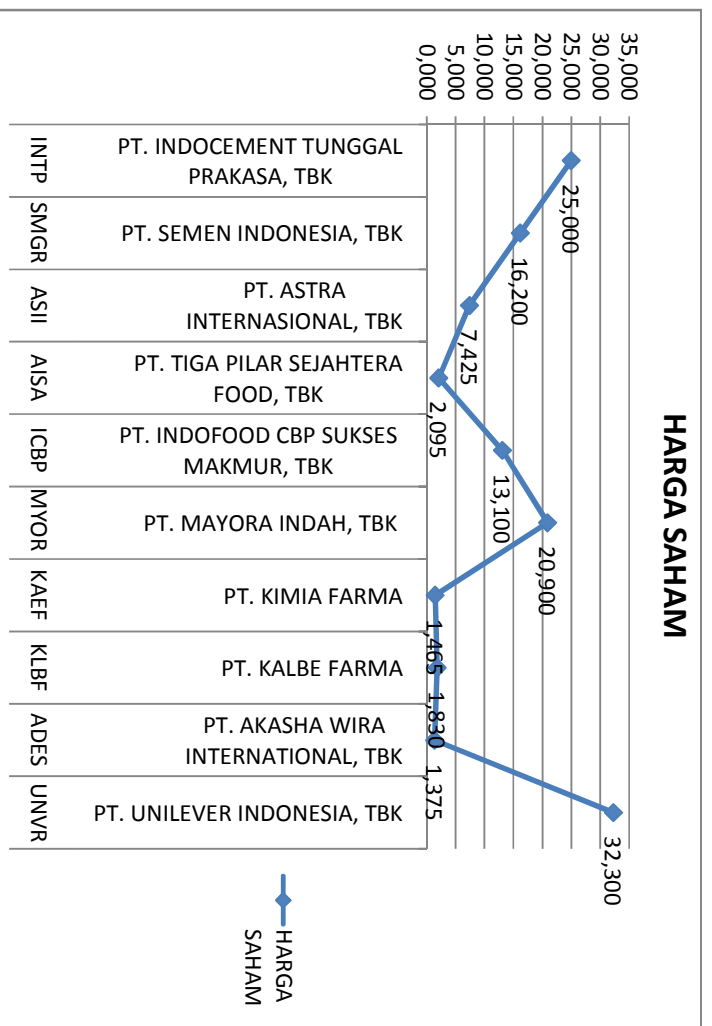 HARGA SAHAM
35,000
30,000
25,000
20,000
15,000
10,000
5,000
0,000
25,000
16,200
7,425
2,095
13,100
20,900
1,465
1,830
1,375
32,300
PT. INDOCEMENT TUNGGAL
PRAKASA, TBK
PT. SEMEN INDONESIA, TBK
PT. ASTRA
INTERNASIONAL, TBK
PT. TIGA PILAR SEJAHTERA
FOOD, TBK
PT. INDOFOOD CBP SUKSES
MAKMUR, TBK
PT. MAYORA INDAH, TBK
PT. KIMIA FARMA
PT. KALBE FARMA
PT. AKASHA WIRA
INTERNATIONAL, TBK
PT. UNILEVER INDONESIA, TBK
INTP
SMGR
ASII
AISA
ICBP
MYOR
KAEF
KLBF
ADES
UNVR
HARGA
SAHAM